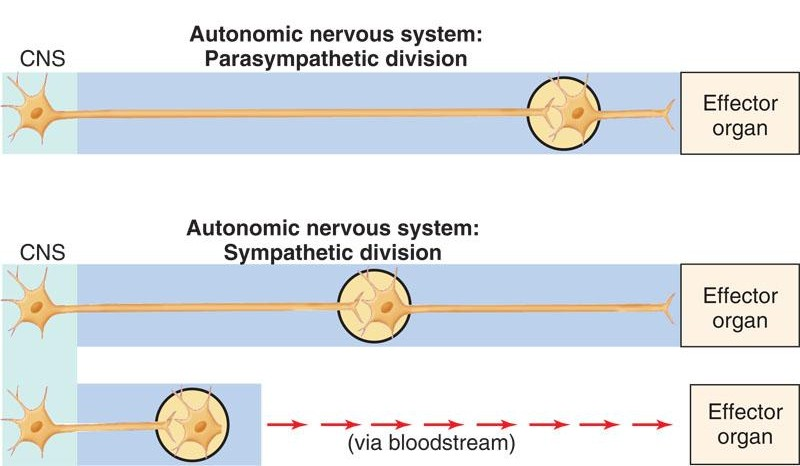 Autonomic nervous system:
Parasympathetic division
CNS
Effector
organ
Autonomic nervous system:
Sympathetic division
CNS
Effector
organ
(via bloodstream)
Effector
organ